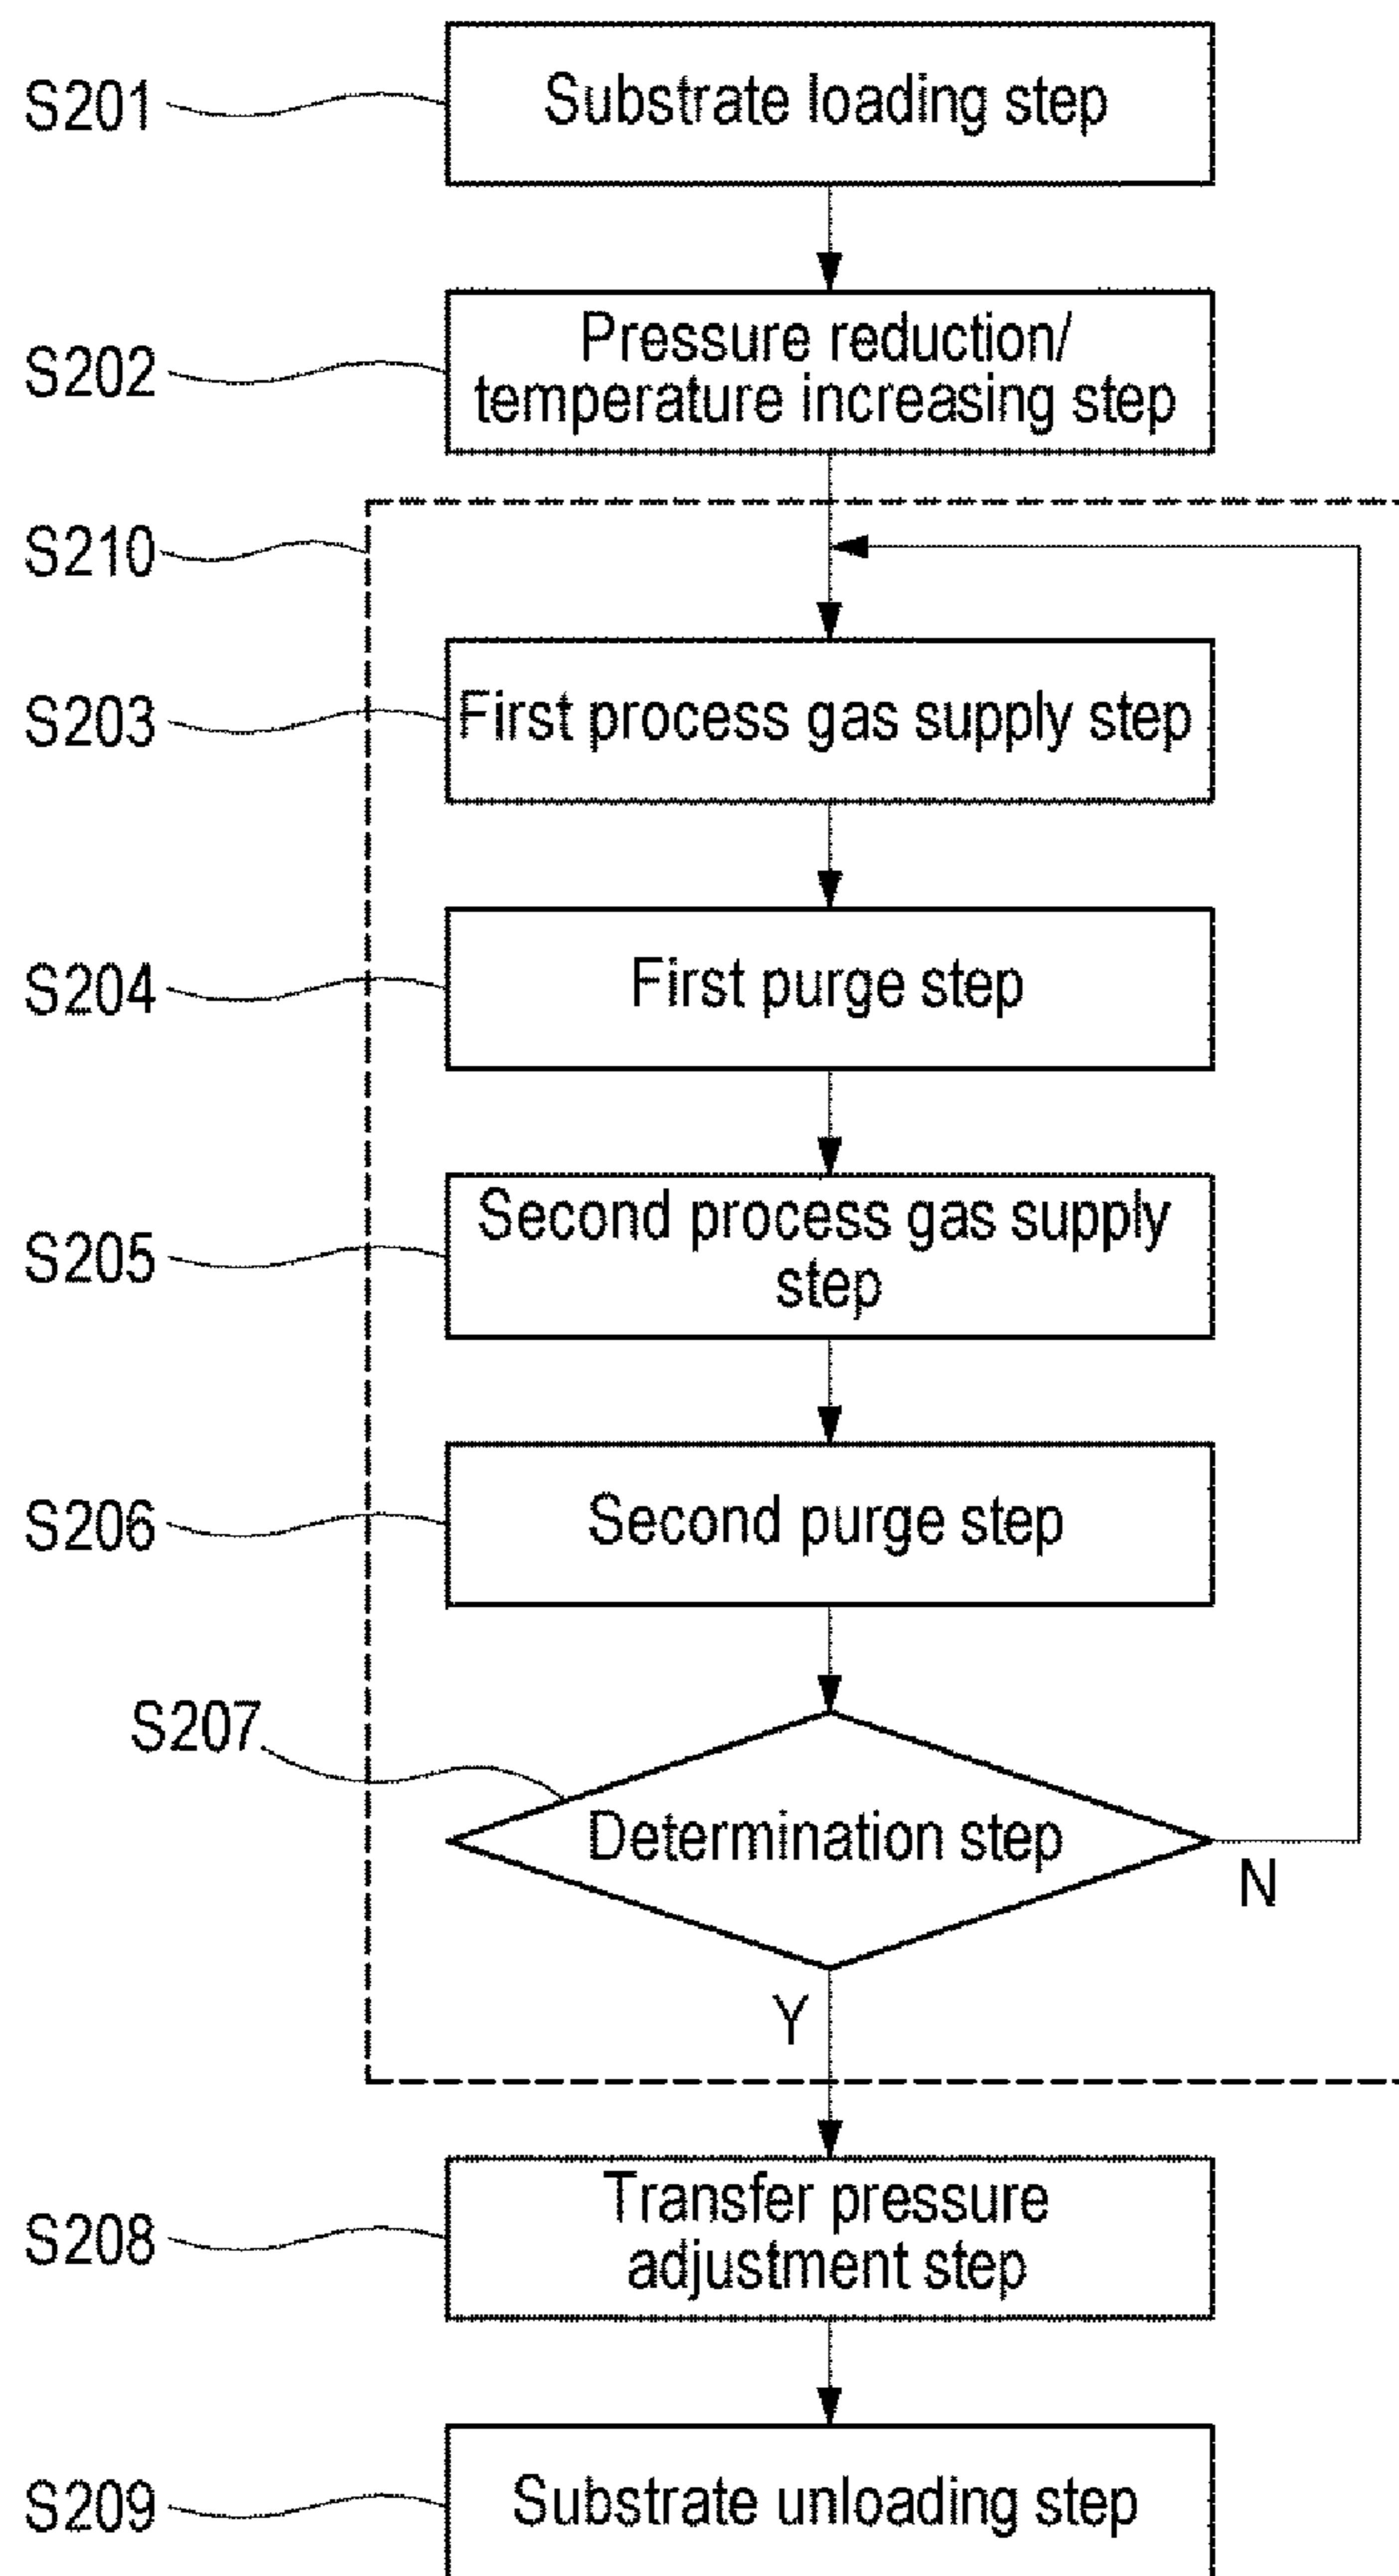 S201
Substrate loading step
S202
Pressure reduction/
temperature increasing step
S210
S203
First process gas supply step
S204
First purge step
S205
Second process gas supply
step
S206
Second purge step
S207
Determination step
N
Y
S208
Transfer pressure
adjustment step
S209
Substrate unloading step